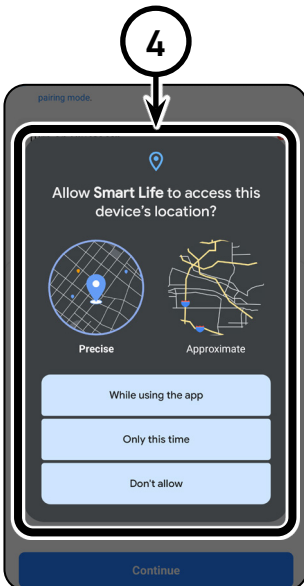 4
pairing mode.
Allow Smart Life to access this
device's location?
Precise
Approximate
While using the app
Only this time
Don't allow
Continue